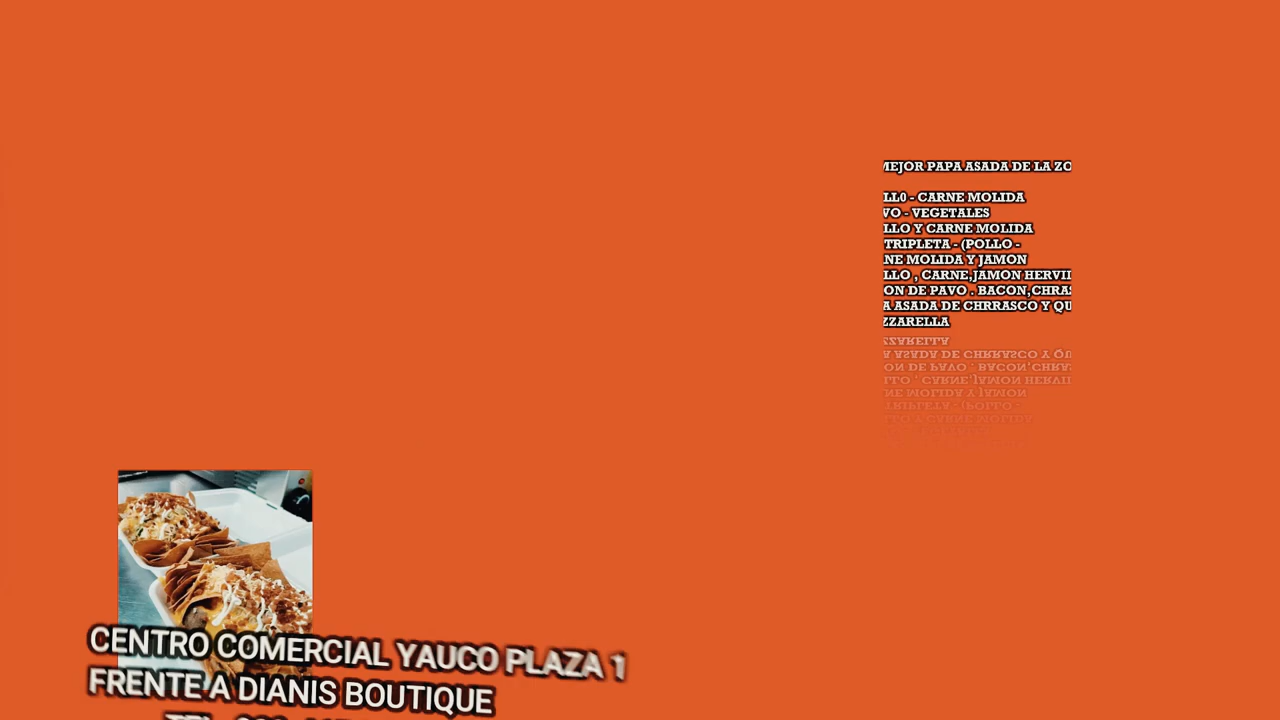 MEJOR PAPA ASADA DE LA ZO
LL0 - CARNE MOLIDA
VO - VEGETALES
LLO Y CARNE MOLIDA
TRIPLETA - (POLLO -
NE MOLIDA Y JAMON
LLO , CARNE,JAMON HERVII
ON DE PAVO . BACON,CHRAS
A ASADA DE CHRRASCO Y QU
ZZARELLA
CENTRO COMERCIAL YAUCO PLAZA 1
FRENTE A DIANIS BOUTIQUE